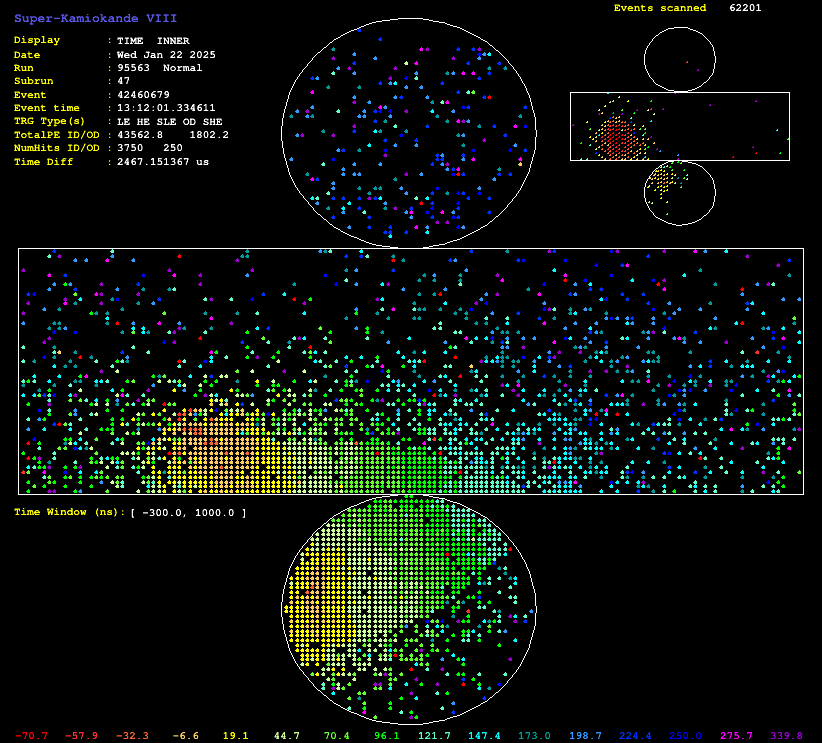 Super-Kamiokande VIII
Events scanned 62201
Display : TIME INNER
Date : Wed Jan 22 2025
Run : 95563 Normal
Subrun : 47
Event : 42460679
Event time : 13:12:01.334611
TRG Type(s) : LE HE SLE OD SHE
TotalPE ID/OD : 43562.8 1802.2
NumHits ID/OD : 3750 250
Time Diff : 2467.151367 us
Time Window (ns): [ -300.0, 1000.0 ]
-70.7 -57.9 -32.3 -6.6 19.1 44.7 70.4 96.1 121.7 147.4 173.0 198.7 224.4 250.0 275.7 339.8